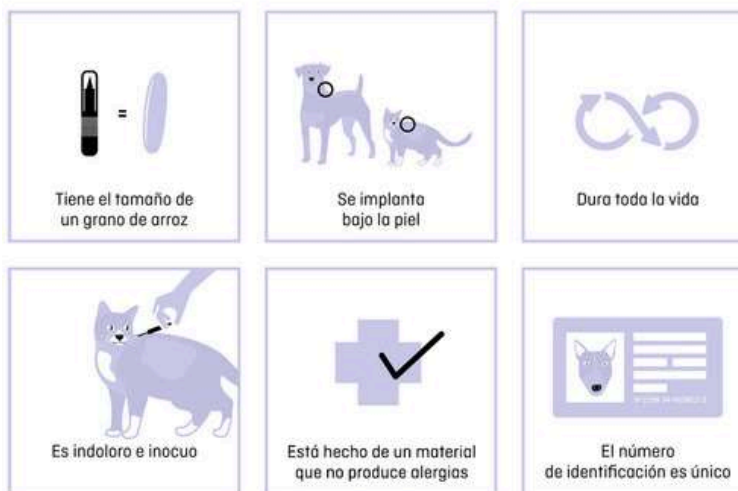 Tiene el tamaño de
un grano de arroz
=
Se implanta
bajo la piel
Dura toda la vida
Es indoloro e inocuo
Está hecho de un material
que no produce alergias
El número
de identificación es único